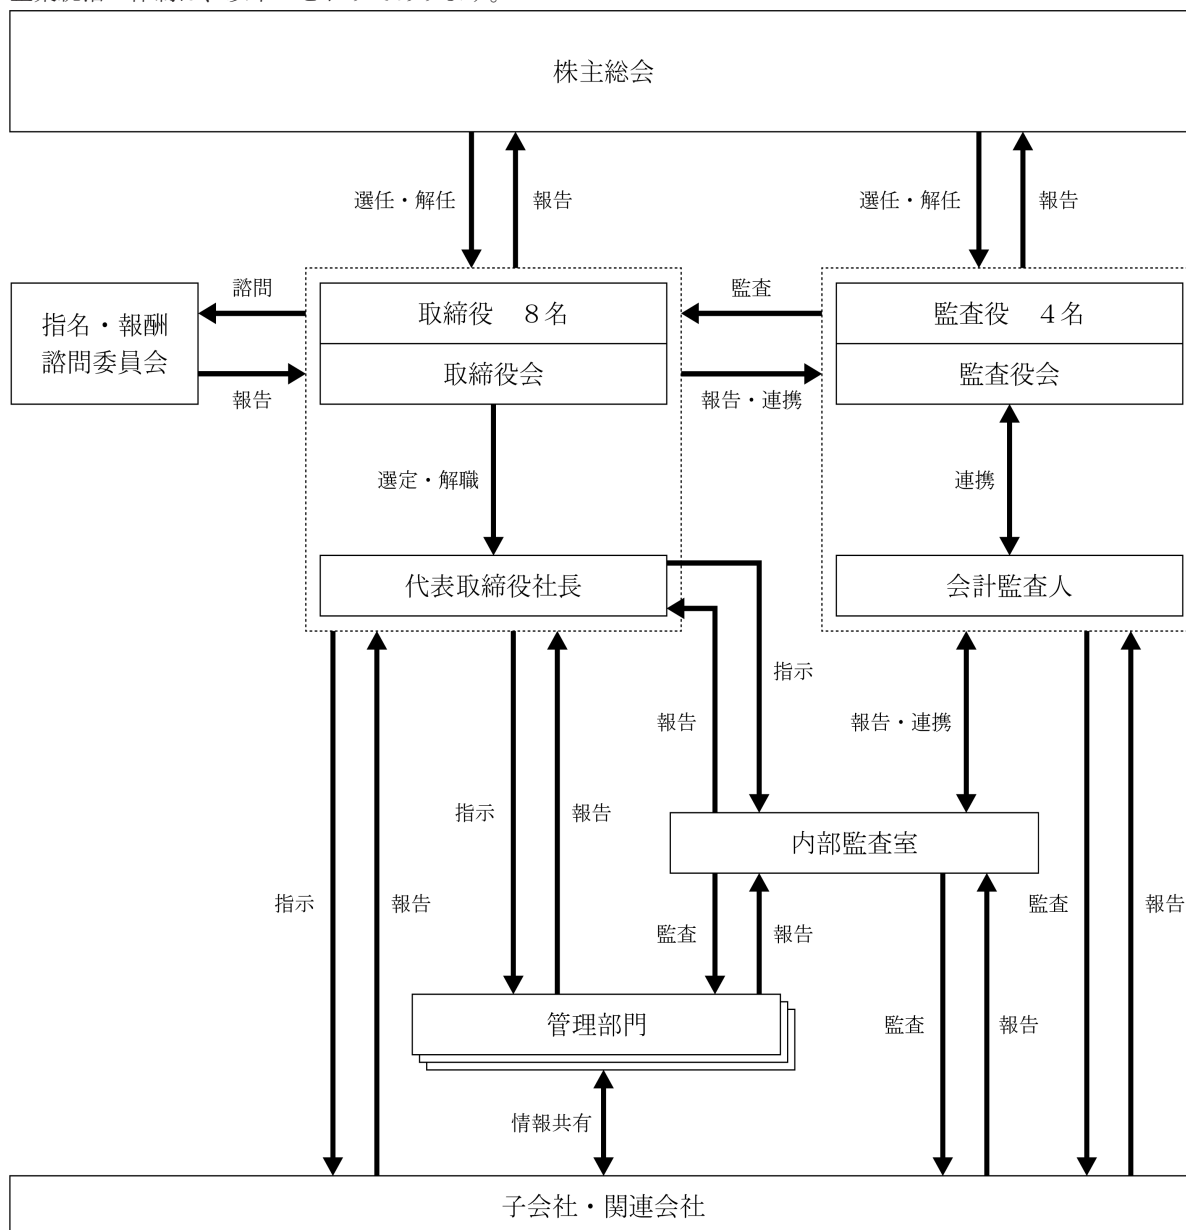 株主総会
選任・解任
報告
選任・解任
報告
指名・報酬
諮問委員会
諮問
報告
取締役　８名
取締役会
監査
報告・連携
監査役　４名
監査役会
選定・解職
連携
代表取締役社長
会計監査人
指示
報告
報告・連携
指示
報告
内部監査室
指示
報告
監査
報告
監査
報告
管理部門
監査
報告
情報共有
子会社・関連会社